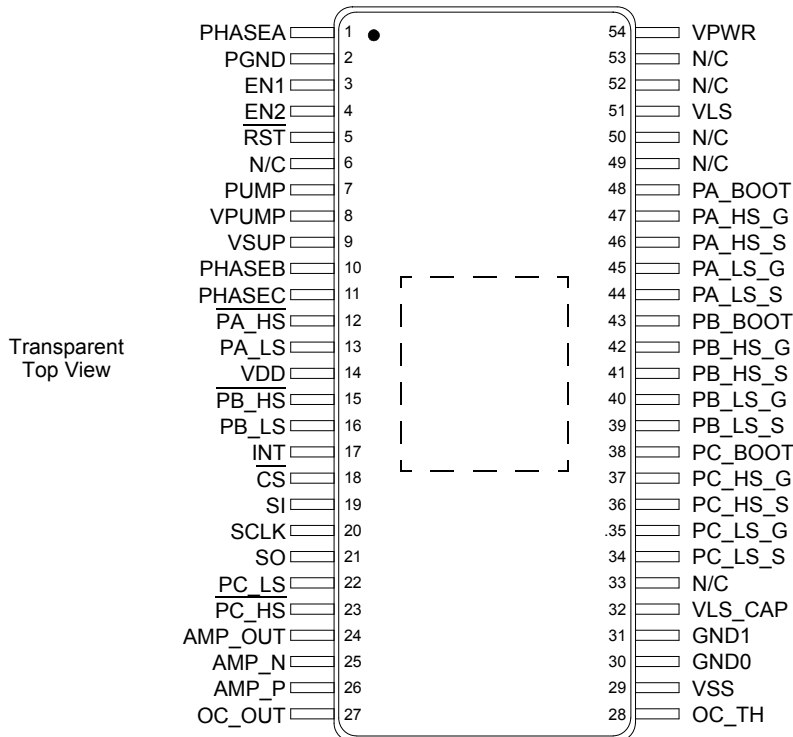 PHASEA 1 54 VPWR
PGND 2 53 N/C
EN1 3 52 N/C
EN2 4 51 VLS
RST 5 50 N/C
N/C 6 49 N/C
PUMP 7 48 PA_BOOT
VPUMP 8 47 PA_HS_G
VSUP 9 46 PA_HS_S
PHASEB 10 45 PA_LS_G
PHASEC 11 44 PA_LS_S
PA_HS 12 43 PB_BOOT
Transparent
Top View
PA_LS 13 42 PB_HS_G
VDD 14 41 PB_HS_S
PB_HS 15 40 PB_LS_G
PB_LS 16 39 PB_LS_S
INT 17 38 PC_BOOT
CS 18 37 PC_HS_G
SI 19 36 PC_HS_S
SCLK 20 .35 PC_LS_G
SO 21 34 PC_LS_S
PC_LS 22 33 N/C
PC_HS 23 32 VLS_CAP
AMP_OUT 24 31 GND1
AMP_N 25 30 GND0
AMP_P 26 29 VSS
OC_OUT 27 28 OC_TH